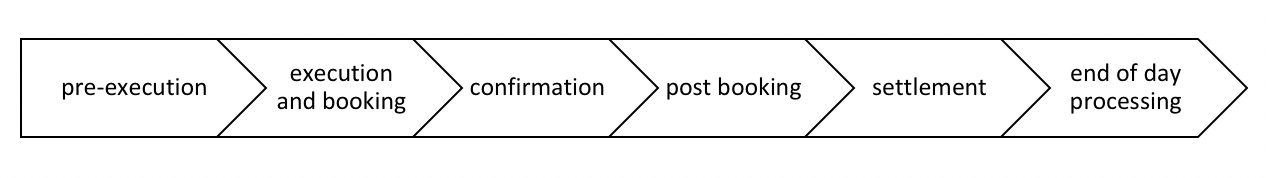 pre-execution
execution
and booking
confirmation
post booking
settlement
end of day
processing